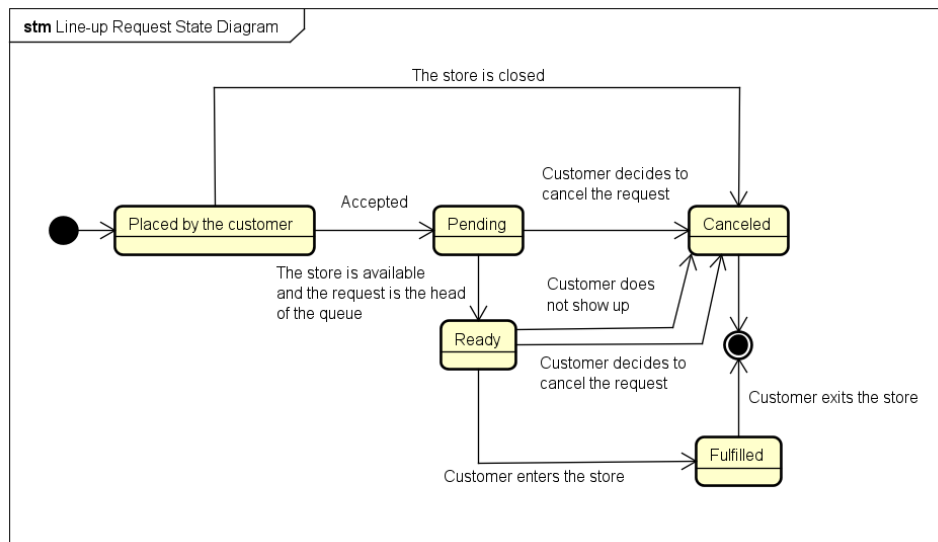 stm Line-up Request State Diagram
The store is closed
Customer decides to
cancel the request
Accepted
Placed by the customer
Pending
Canceled
The store is available
and the request is the head
of the queue
Customer does
not show up
Ready
Customer decides to
cancel the request
Customer exits the store
Fulfilled
Customer enters the store